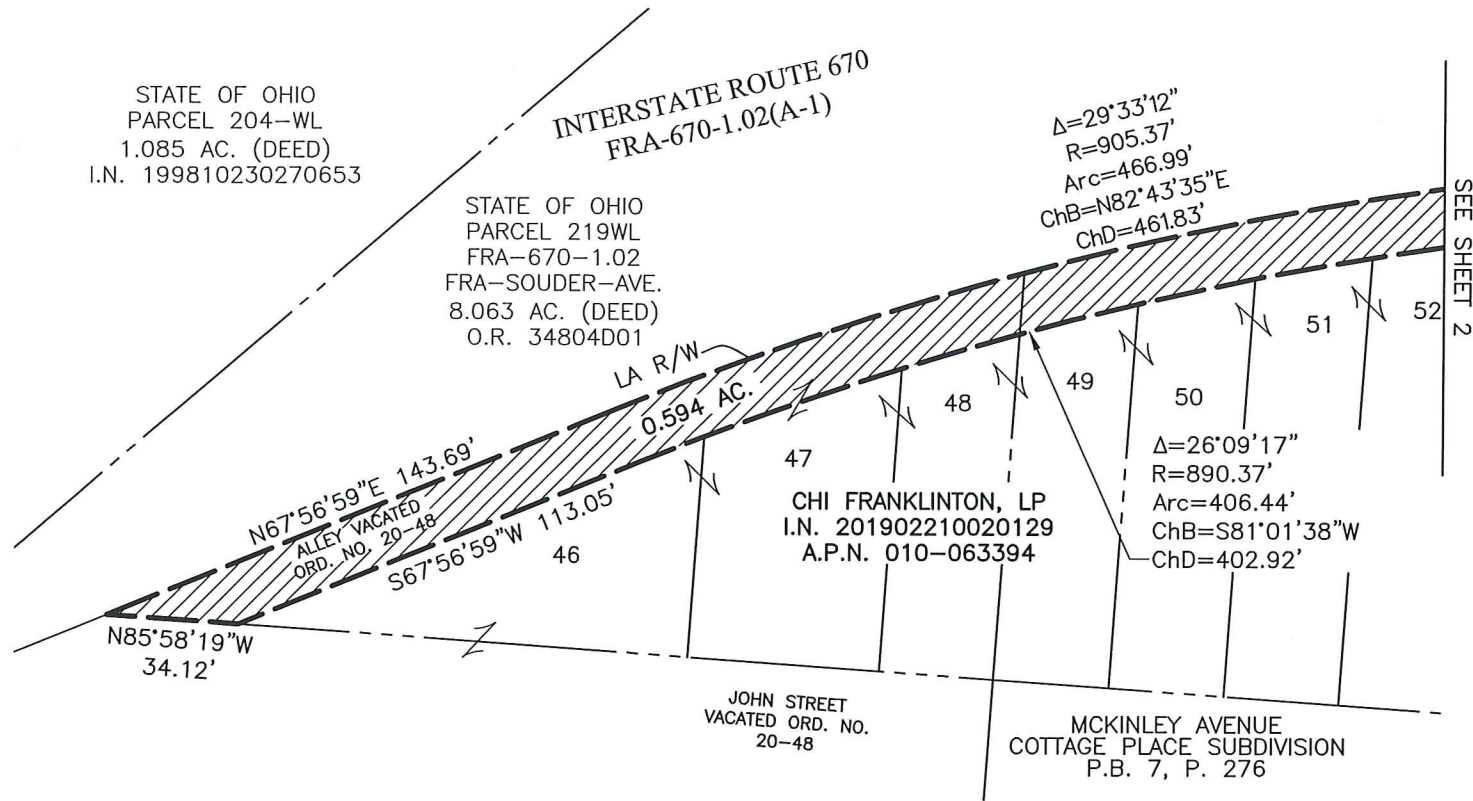 STATE OF OHIO
PARCEL 204-WL
1.085 AC. (DEED)
I.N. 199810230270653
INTERSTATE ROUTE 670
FRA-670-1.02(A-1)
STATE OF OHIO
PARCEL 219WL
FRA-670-1.02
FRA-SOUDER-AVE.
8.063 AC. (DEED)
O.R. 34804D01
Δ=29°33'12"
R=905.37'
Arc=466.99'
ChB=N82°43'35"E
ChD=461.83'
SEE SHEET 2
LA R/W
0.594 AC.
N67°56'59"E 143.69'
ALLEY VACATED
ORD. NO. 20-48
S67°56'59"W 113.05'
N85°58'19"W
34.12'
46
47
48
49
50
51
52
CHI FRANKLINTON, LP
I.N. 201902210020129
A.P.N. 010-063394
Δ=26°09'17"
R=890.37'
Arc=406.44'
ChB=S81°01'38"W
ChD=402.92'
JOHN STREET
VACATED ORD. NO.
20-48
MCKINLEY AVENUE
COTTAGE PLACE SUBDIVISION
P.B. 7, P. 276